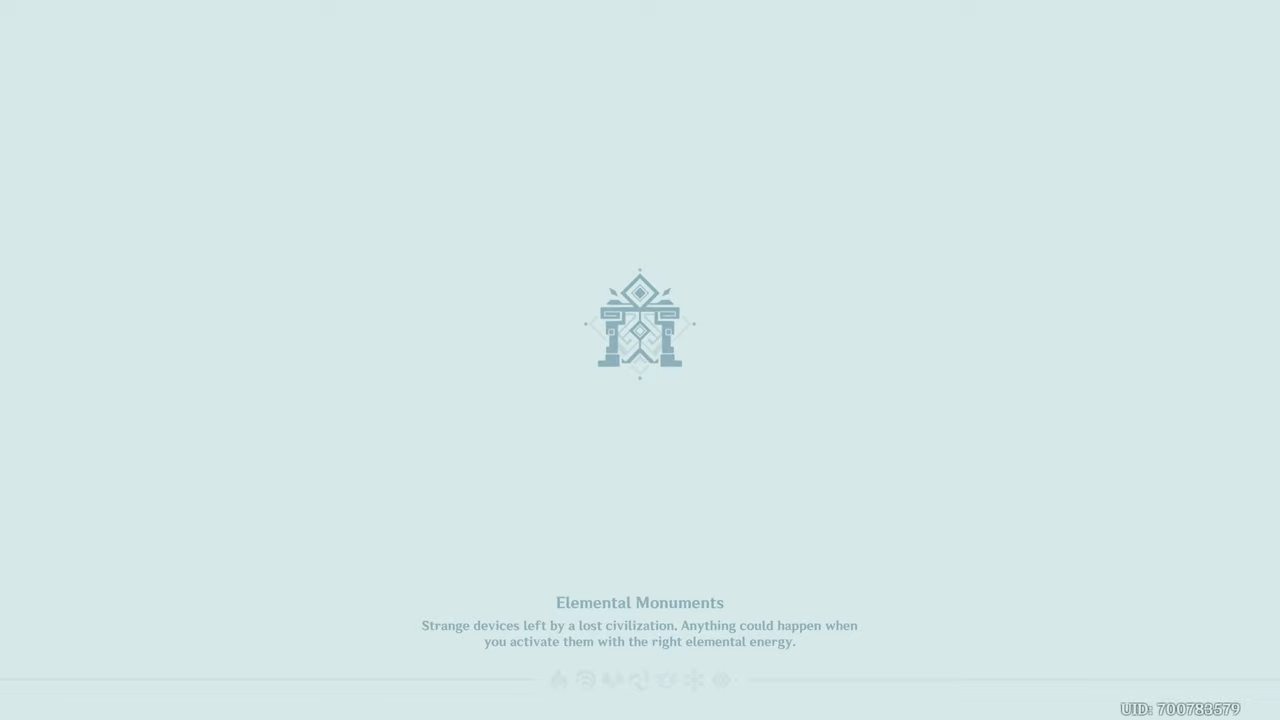 Elemental Monuments
Strange devices left by a lost civilization. Anything could happen when
you activate them with the right elemental energy.
UID: 700783579